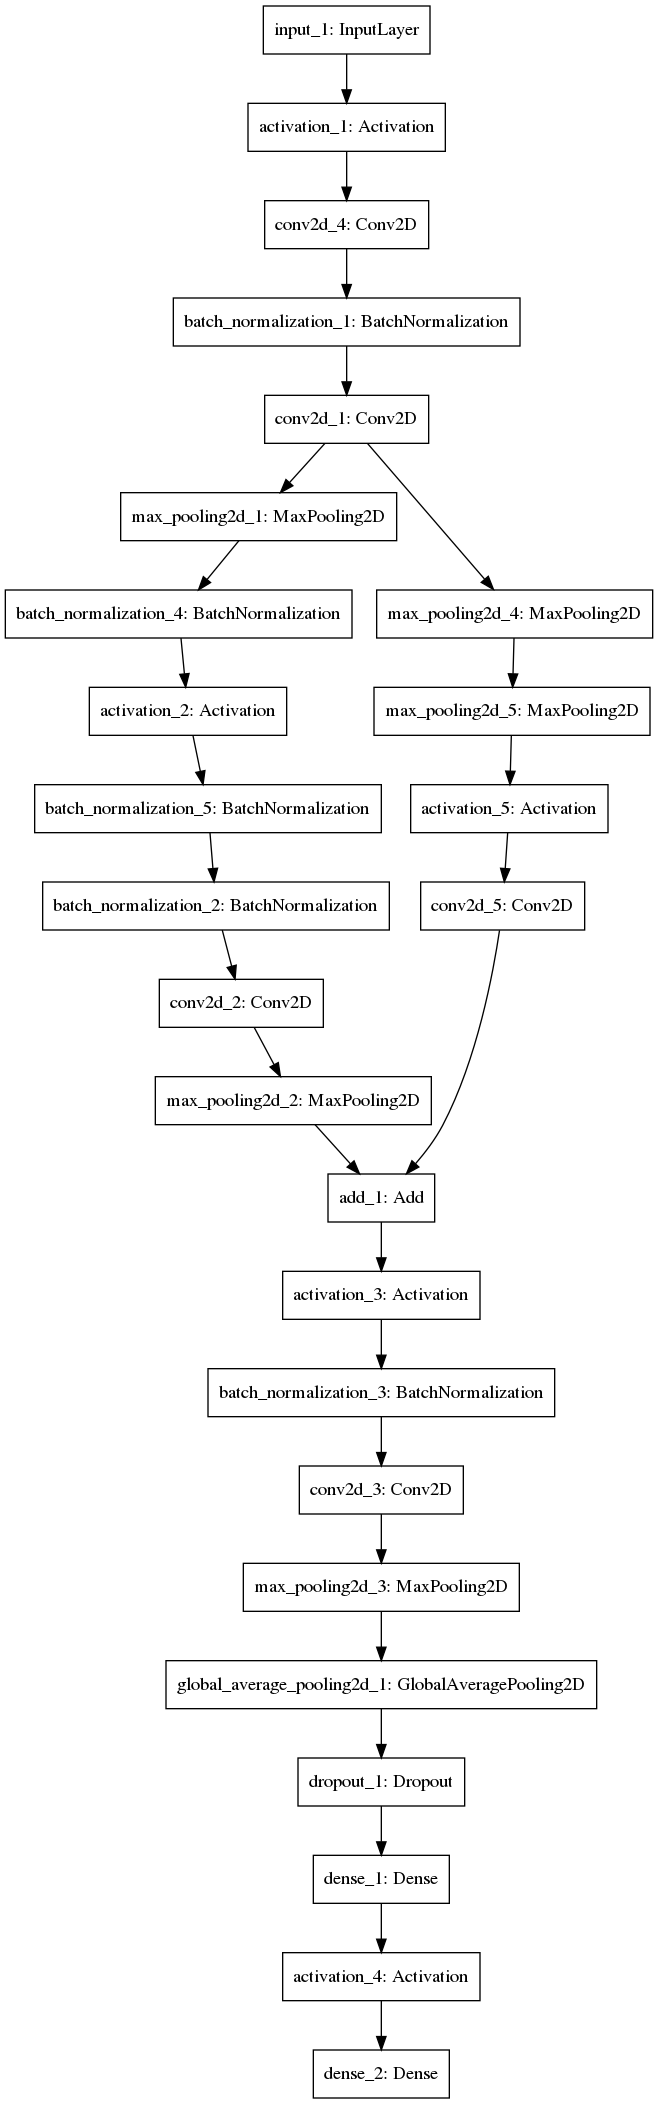 input_1: InputLayer
activation_1: Activation
conv2d_4: Conv2D
batch_normalization_1: BatchNormalization
conv2d_1: Conv2D
max_pooling2d_1: MaxPooling2D
batch_normalization_4: BatchNormalization
max_pooling2d_4: MaxPooling2D
activation_2: Activation
max_pooling2d_5: MaxPooling2D
batch_normalization_5: BatchNormalization
activation_5: Activation
batch_normalization_2: BatchNormalization
conv2d_5: Conv2D
conv2d_2: Conv2D
max_pooling2d_2: MaxPooling2D
add_1: Add
activation_3: Activation
batch_normalization_3: BatchNormalization
conv2d_3: Conv2D
max_pooling2d_3: MaxPooling2D
global_average_pooling2d_1: GlobalAveragePooling2D
dropout_1: Dropout
dense_1: Dense
activation_4: Activation
dense_2: Dense